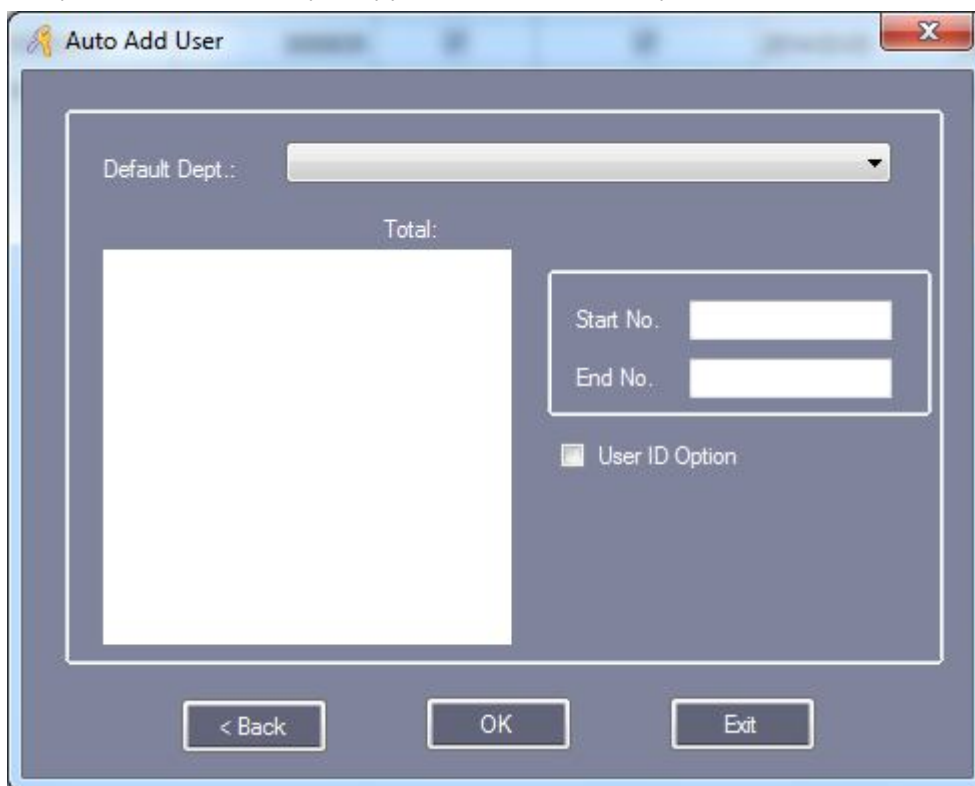 Auto Add User
Default Dept.:
Total:
Start No.
End No.
User ID Option
< Back
OK
Exit